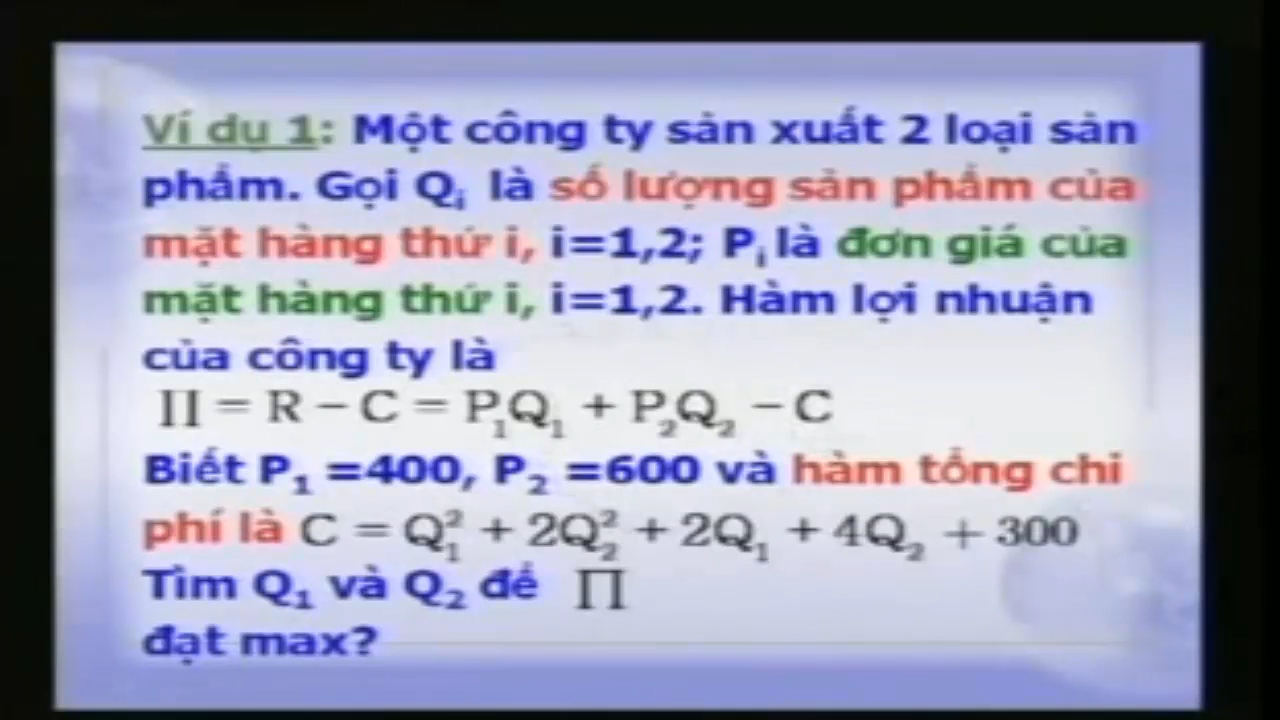 Ví dụ 1: Một công ty sản xuất 2 loại sản
phẩm. Gọi Qᵢ là số lượng sản phẩm của
mặt hàng thứ i, i=1,2; Pᵢ là đơn giá của
mặt hàng thứ i, i=1,2. Hàm lợi nhuận
của công ty là
∏ = R − C = P₁Q₁ + P₂Q₂ − C
Biết P₁ =400, P₂ =600 và hàm tổng chi
phí là C = Q₁² + 2Q₂² + 2Q₁ + 4Q₂ + 300
Tìm Q₁ và Q₂ để ∏
đạt max?